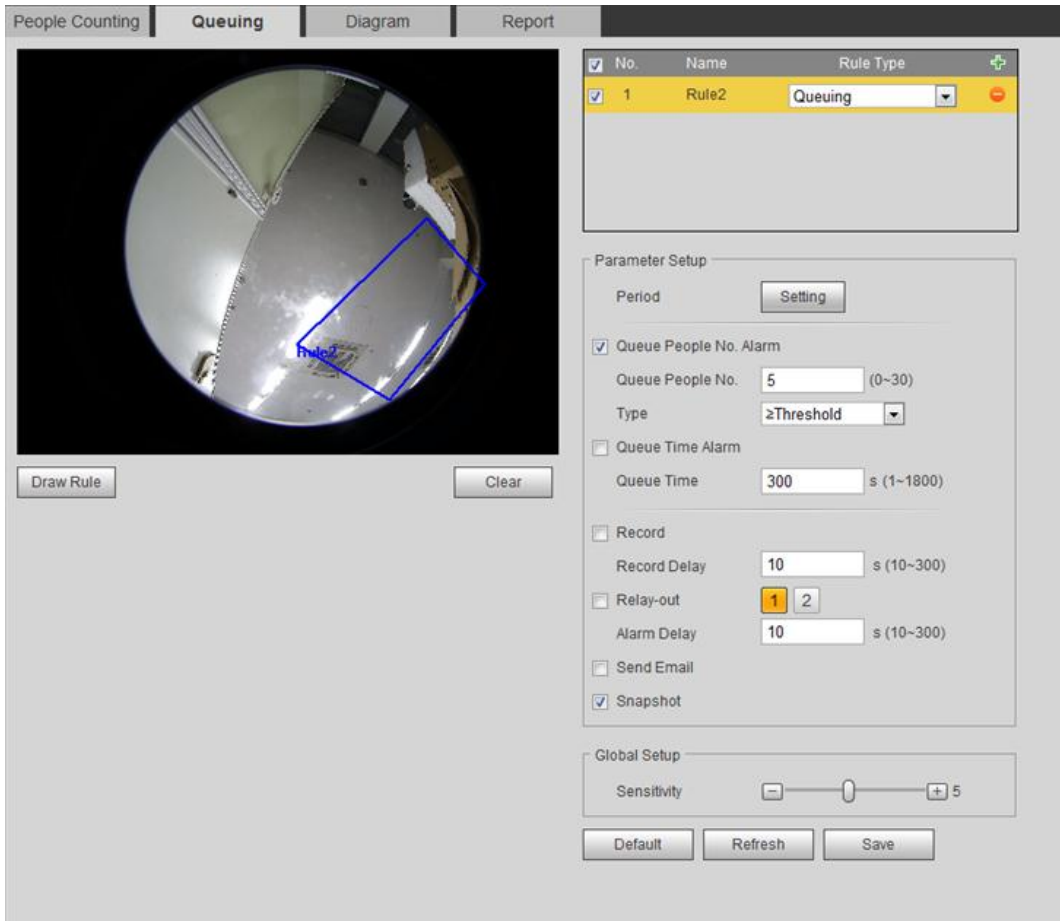 People Counting Queuing Diagram Report
No. Name Rule Type
1 Rule2 Queuing
Rule2
Draw Rule Clear
Parameter Setup
Period Setting
Queue People No. Alarm
Queue People No. 5 (0~30)
Type ≥Threshold
Queue Time Alarm
Queue Time 300 s (1~1800)
Record
Record Delay 10 s (10~300)
Relay-out 1 2
Alarm Delay 10 s (10~300)
Send Email
Snapshot
Global Setup
Sensitivity 5
Default Refresh Save